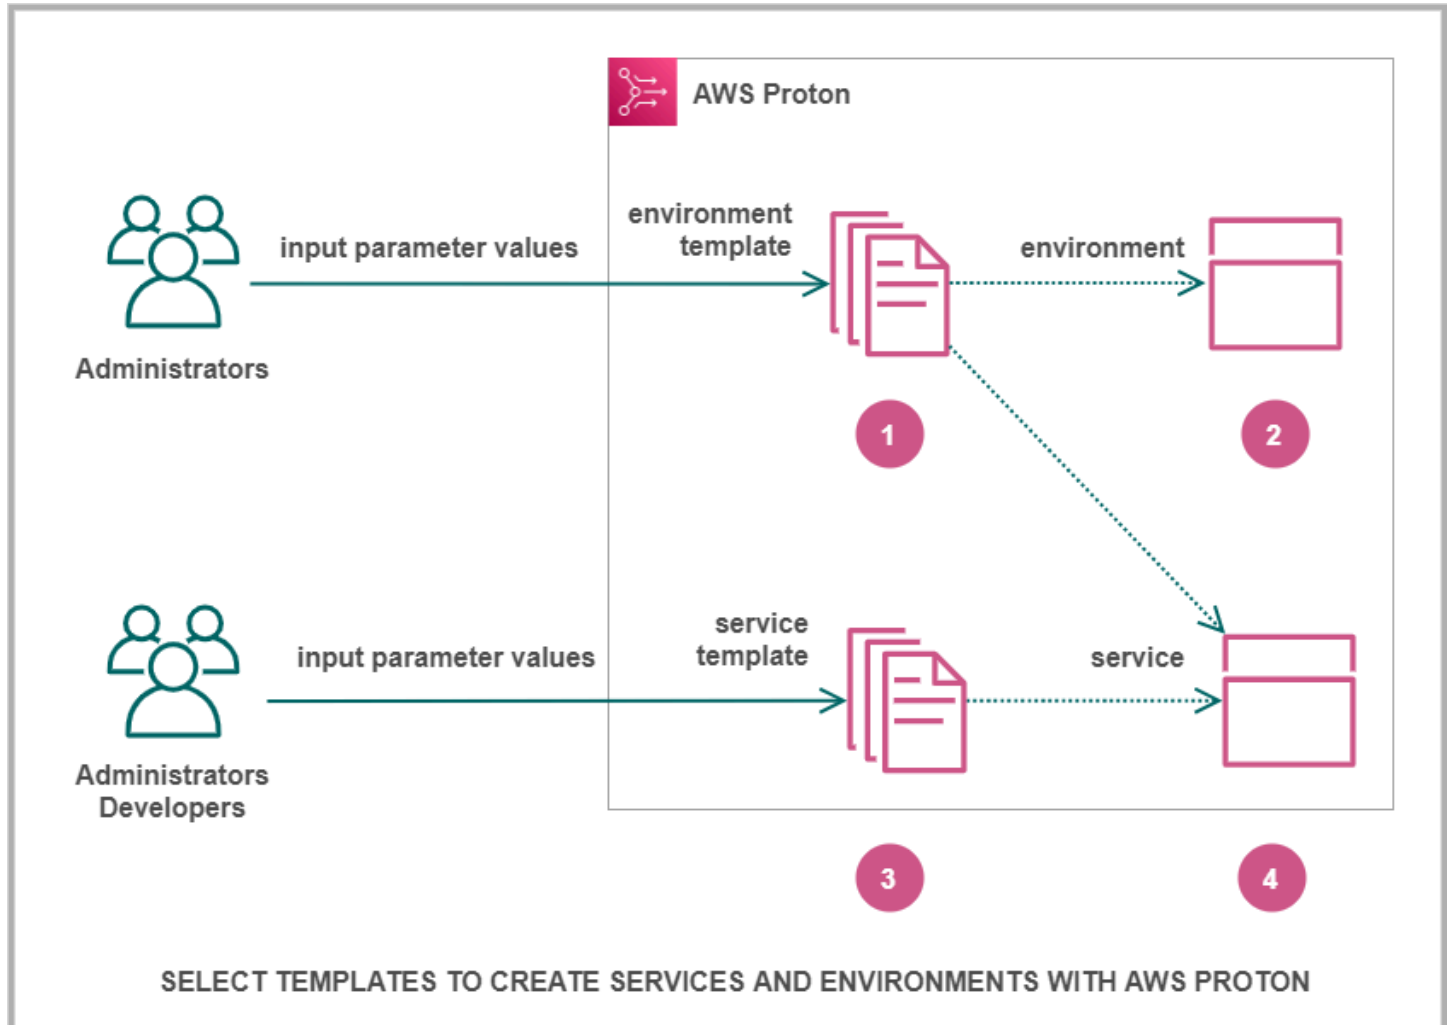 AWS Proton
environment
template
input parameter values
environment
Administrators
1
2
service
template
input parameter values
service
Administrators
Developers
3
4
SELECT TEMPLATES TO CREATE SERVICES AND ENVIRONMENTS WITH AWS PROTON